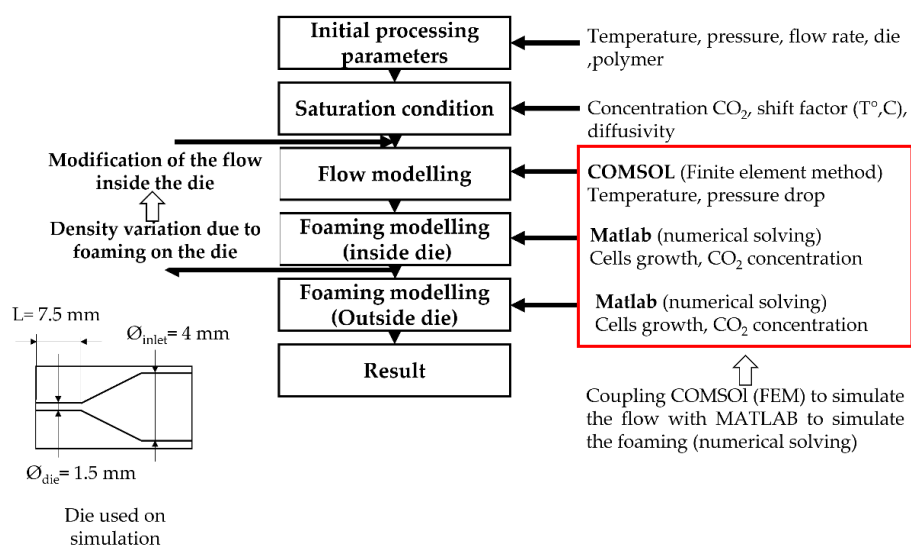 Initial processing
parameters
Temperature, pressure, flow rate, die
,polymer
Saturation condition
Concentration CO₂, shift factor (T°,C),
diffusivity
Modification of the flow
inside the die
Flow modelling
COMSOL (Finite element method)
Temperature, pressure drop
Density variation due to
foaming on the die
Foaming modelling
(inside die)
Matlab (numerical solving)
Cells growth, CO₂ concentration
Foaming modelling
(Outside die)
Matlab (numerical solving)
Cells growth, CO₂ concentration
L= 7.5 mm
Ø_inlet= 4 mm
Result
Coupling COMSOl (FEM) to simulate
the flow with MATLAB to simulate
the foaming (numerical solving)
Ø_die= 1.5 mm
Die used on
simulation